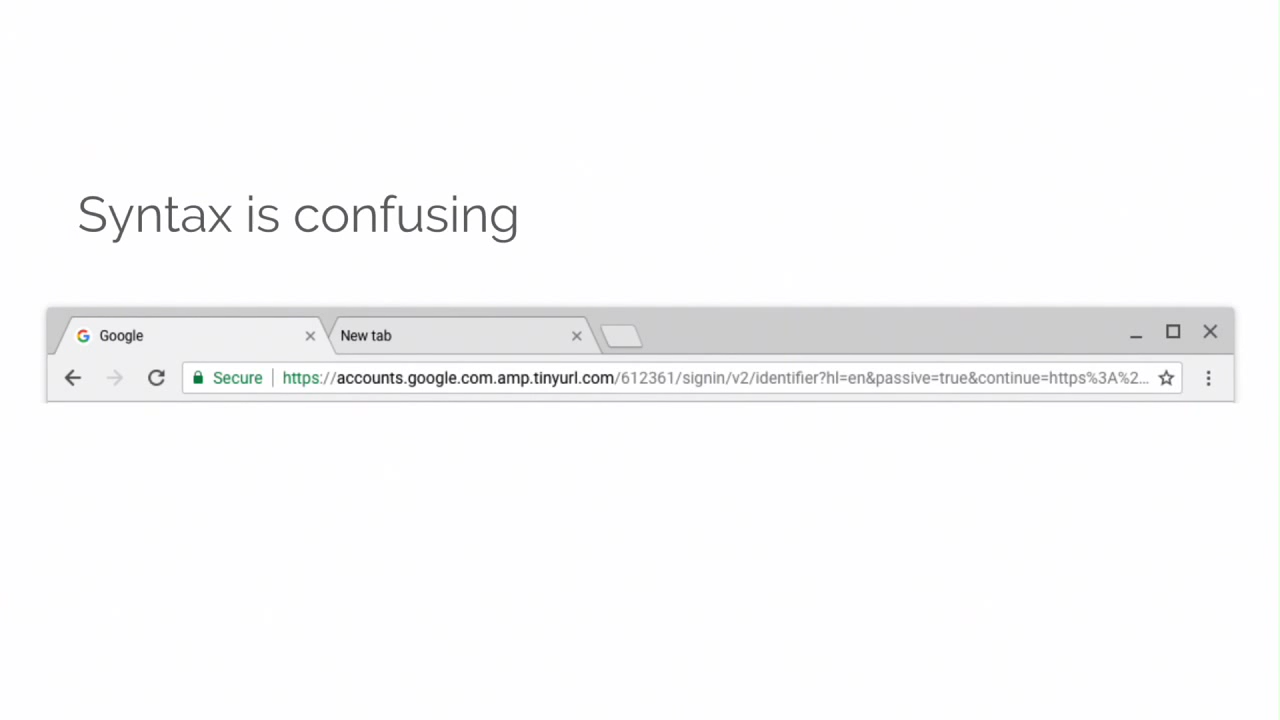 Syntax is confusing
Google
New tab
Secure
https://accounts.google.com.amp.tinyurl.com/612361/signin/v2/identifier?hl=en&passive=true&continue=https%3A%2...